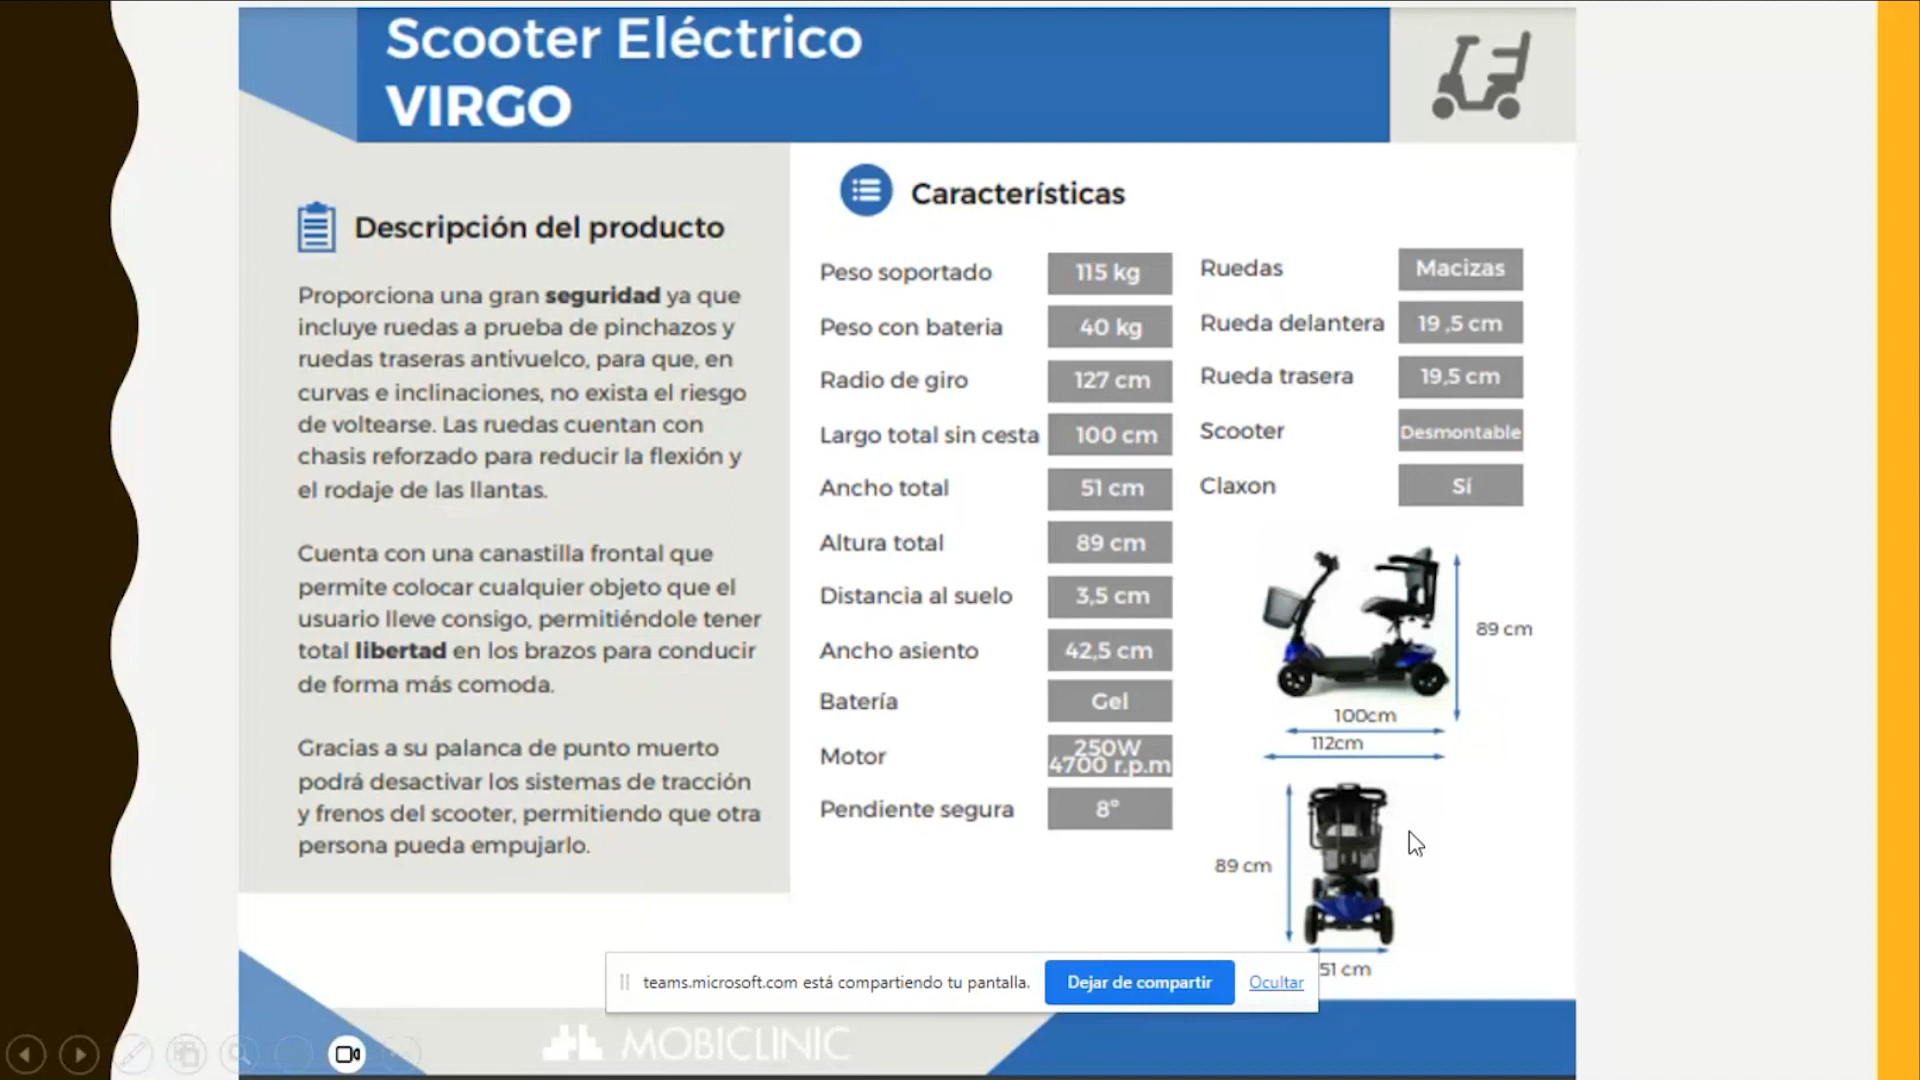 Scooter Eléctrico
VIRGO
Descripción del producto
Proporciona una gran seguridad ya que
incluye ruedas a prueba de pinchazos y
ruedas traseras antivuelco, para que, en
curvas e inclinaciones, no exista el riesgo
de voltearse. Las ruedas cuentan con
chasis reforzado para reducir la flexión y
el rodaje de las llantas.
Cuenta con una canastilla frontal que
permite colocar cualquier objeto que el
usuario lleve consigo, permitiéndole tener
total libertad en los brazos para conducir
de forma más comoda.
Gracias a su palanca de punto muerto
podrá desactivar los sistemas de tracción
y frenos del scooter, permitiendo que otra
persona pueda empujarlo.
Características
Peso soportado 115 kg
Peso con bateria 40 kg
Radio de giro 127 cm
Largo total sin cesta 100 cm
Ancho total 51 cm
Altura total 89 cm
Distancia al suelo 3,5 cm
Ancho asiento 42,5 cm
Batería Gel
Motor 250W
4700 r.p.m
Pendiente segura 8º
Ruedas Macizas
Rueda delantera 19 ,5 cm
Rueda trasera 19,5 cm
Scooter Desmontable
Claxon Sí
89 cm
100cm
112cm
89 cm
51 cm
teams.microsoft.com está compartiendo tu pantalla. Dejar de compartir Ocultar
MOBICLINIC